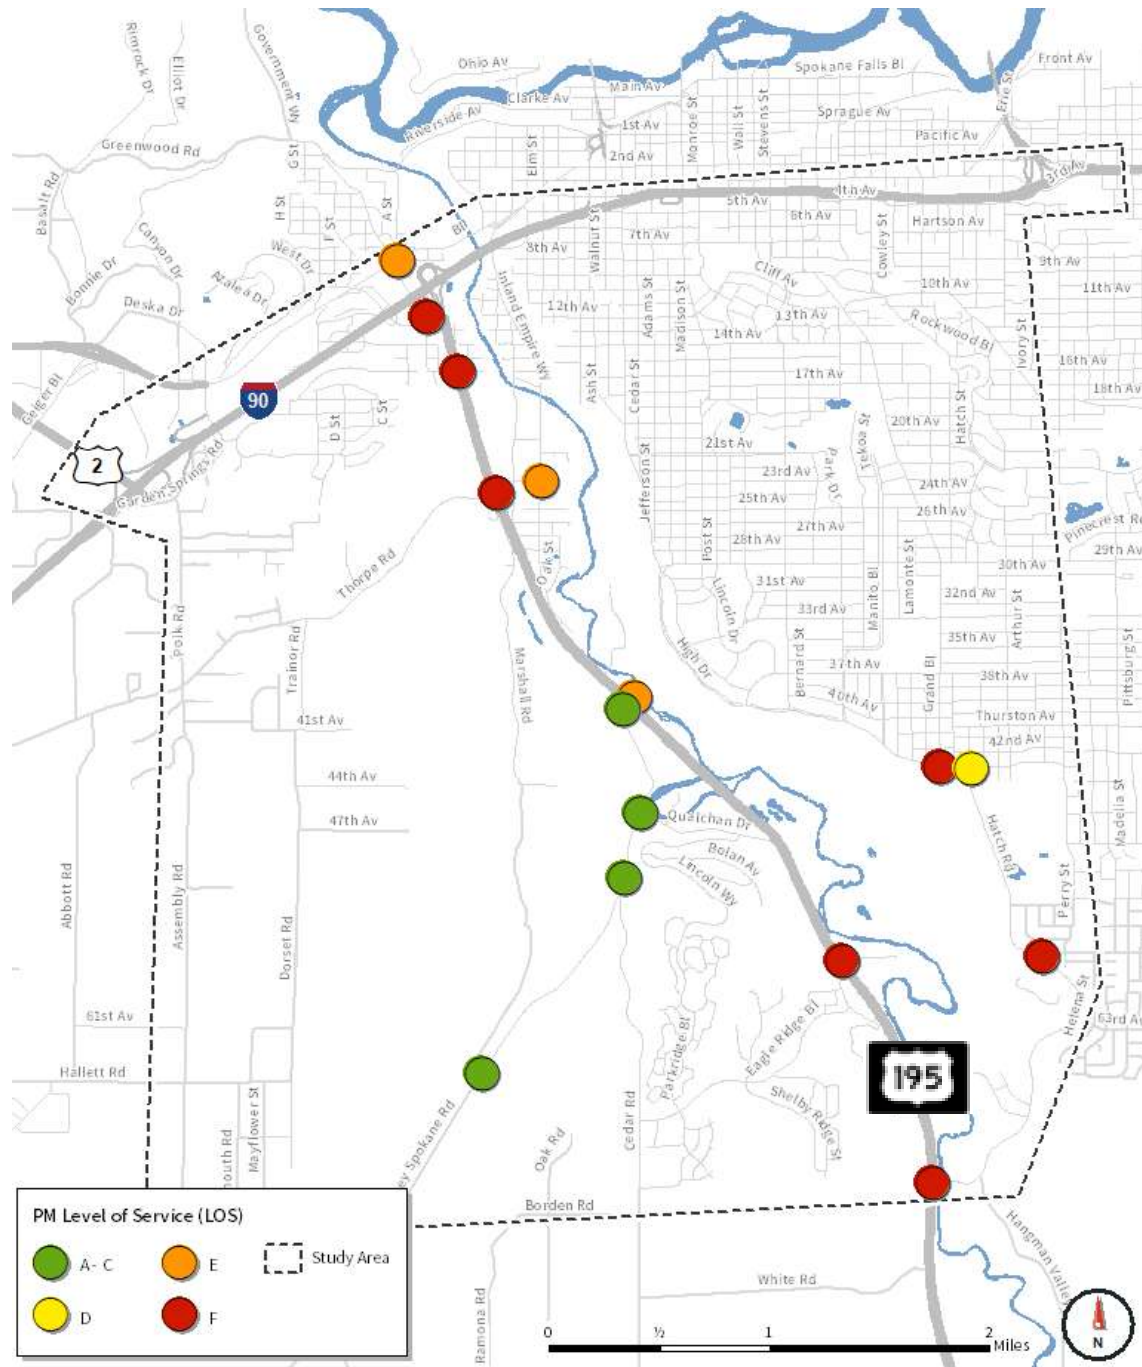 Rimrock Dr
Elliot Dr
Government Wy
Ohio Av
Main Av
Spokane Falls Bl
Front Av
Clarke Av
Riverside Av
Erie St
Sprague Av
Monroe St
Wall St
Stevens St
1st Av
Pacific Av
Greenwood Rd
G St
Elm St
2nd Av
3rd Av
Basalt Rd
4th Av
5th Av
H St
F St
A St
6th Av
Hartson Av
Walnut St
7th Av
Cowley St
8th Av
Canyon Dr
West Dr
9th Av
Bonnie Dr
Azalea Dr
Cliff Av
10th Av
11th Av
Deska Dr
Inland Empire Wy
12th Av
Adams St
Madison St
13th Av
Rockwood Bl
14th Av
Ivory St
16th Av
Geiger Bl
90
Ash St
Cedar St
17th Av
18th Av
D St
C St
Hatch St
20th Av
Tekoa St
21st Av
2
Garden Springs Rd
Jefferson St
23rd Av
Park Dr
24th Av
25th Av
26th Av
Post St
27th Av
Pinecrest R
28th Av
29th Av
Oak St
Thorpe Rd
Lamonte St
30th Av
31st Av
Lincoln Dr
Manito Bl
32nd Av
Arthur St
33rd Av
Polk Rd
Trainor Rd
Marshall Rd
High Dr
Bernard St
35th Av
Pittsburg St
37th Av
Grand Bl
38th Av
40th Av
41st Av
Thurston Av
42nd Av
44th Av
47th Av
Qualchan Dr
Hatch Rd
Madelia St
Bolan Av
Lincoln Wy
Abbott Rd
Assembly Rd
Perry St
Dorset Rd
61st Av
Helena St
63rd Av
Eagle Ridge Bl
Parkridge Bl
Hallett Rd
195
Shelby Ridge St
Mayflower St
mouth Rd
ey Spokane Rd
Oak Rd
Cedar Rd
Borden Rd
Hangman Valley
White Rd
Ramona Rd
PM Level of Service (LOS)
A - C
E
Study Area
D
F
0 ½ 1 2 Miles
N